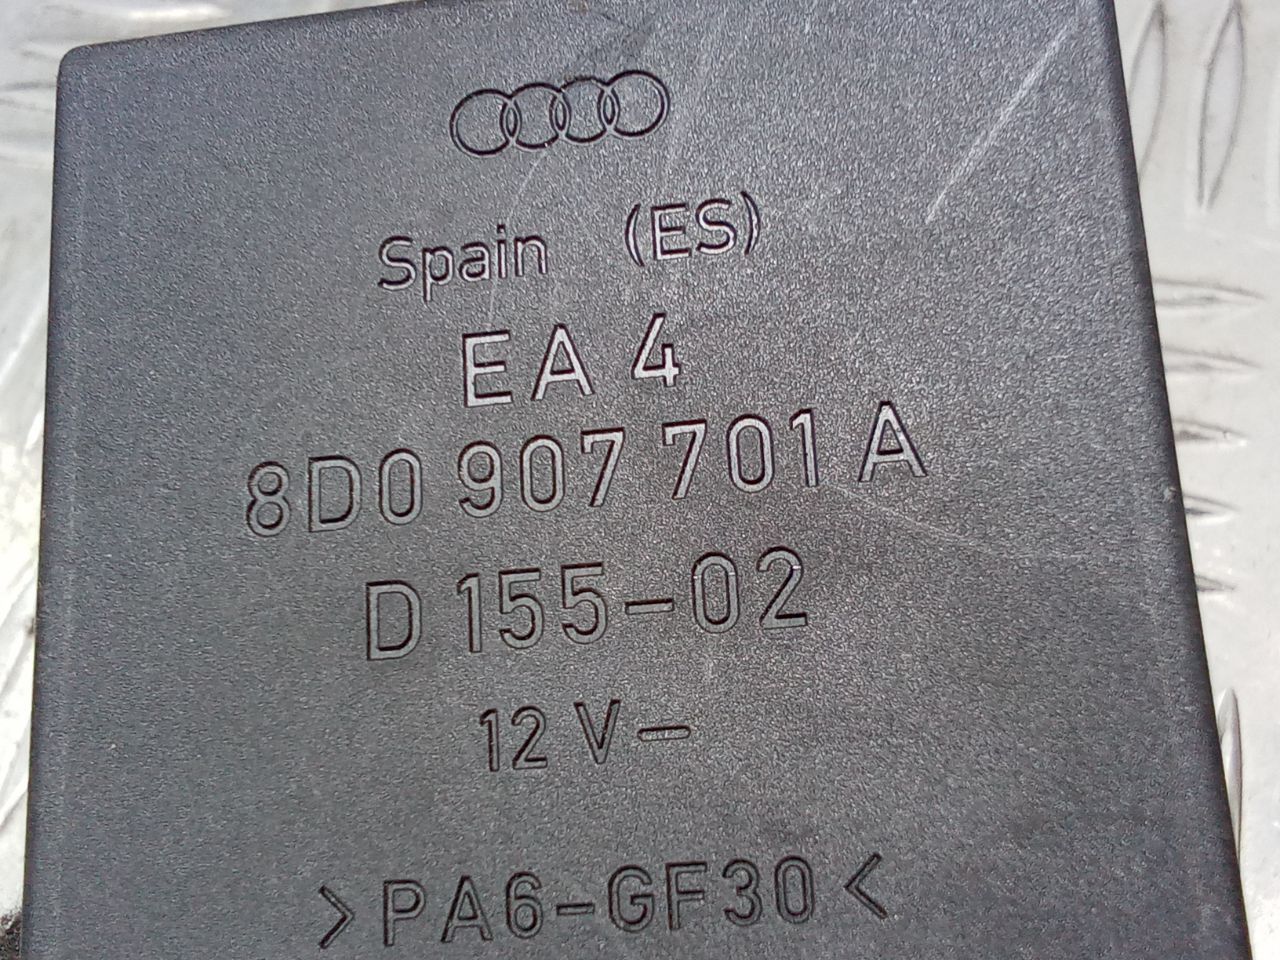 Spain (ES)
EA 4
8D0 907 701 A
D 155-02
12 V-
>PA6-GF30<